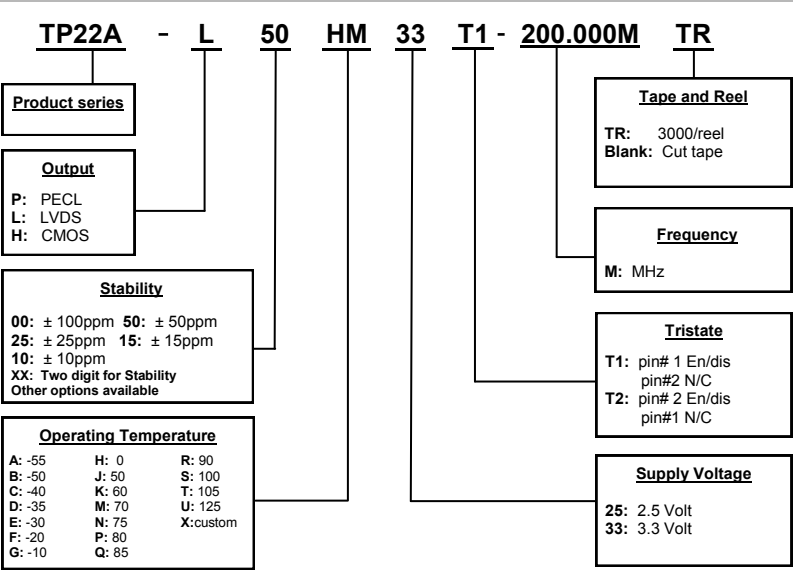 TP22A - L 50 HM 33 T1 - 200.000M TR
Product series
Output
P: PECL
L: LVDS
H: CMOS
Stability
00: ± 100ppm 50: ± 50ppm
25: ± 25ppm 15: ± 15ppm
10: ± 10ppm
XX: Two digit for Stability
Other options available
Operating Temperature
A: -55 H: 0 R: 90
B: -50 J: 50 S: 100
C: -40 K: 60 T: 105
D: -35 M: 70 U: 125
E: -30 N: 75 X:custom
F: -20 P: 80
G: -10 Q: 85
Tape and Reel
TR: 3000/reel
Blank: Cut tape
Frequency
M: MHz
Tristate
T1: pin# 1 En/dis
pin#2 N/C
T2: pin# 2 En/dis
pin#1 N/C
Supply Voltage
25: 2.5 Volt
33: 3.3 Volt